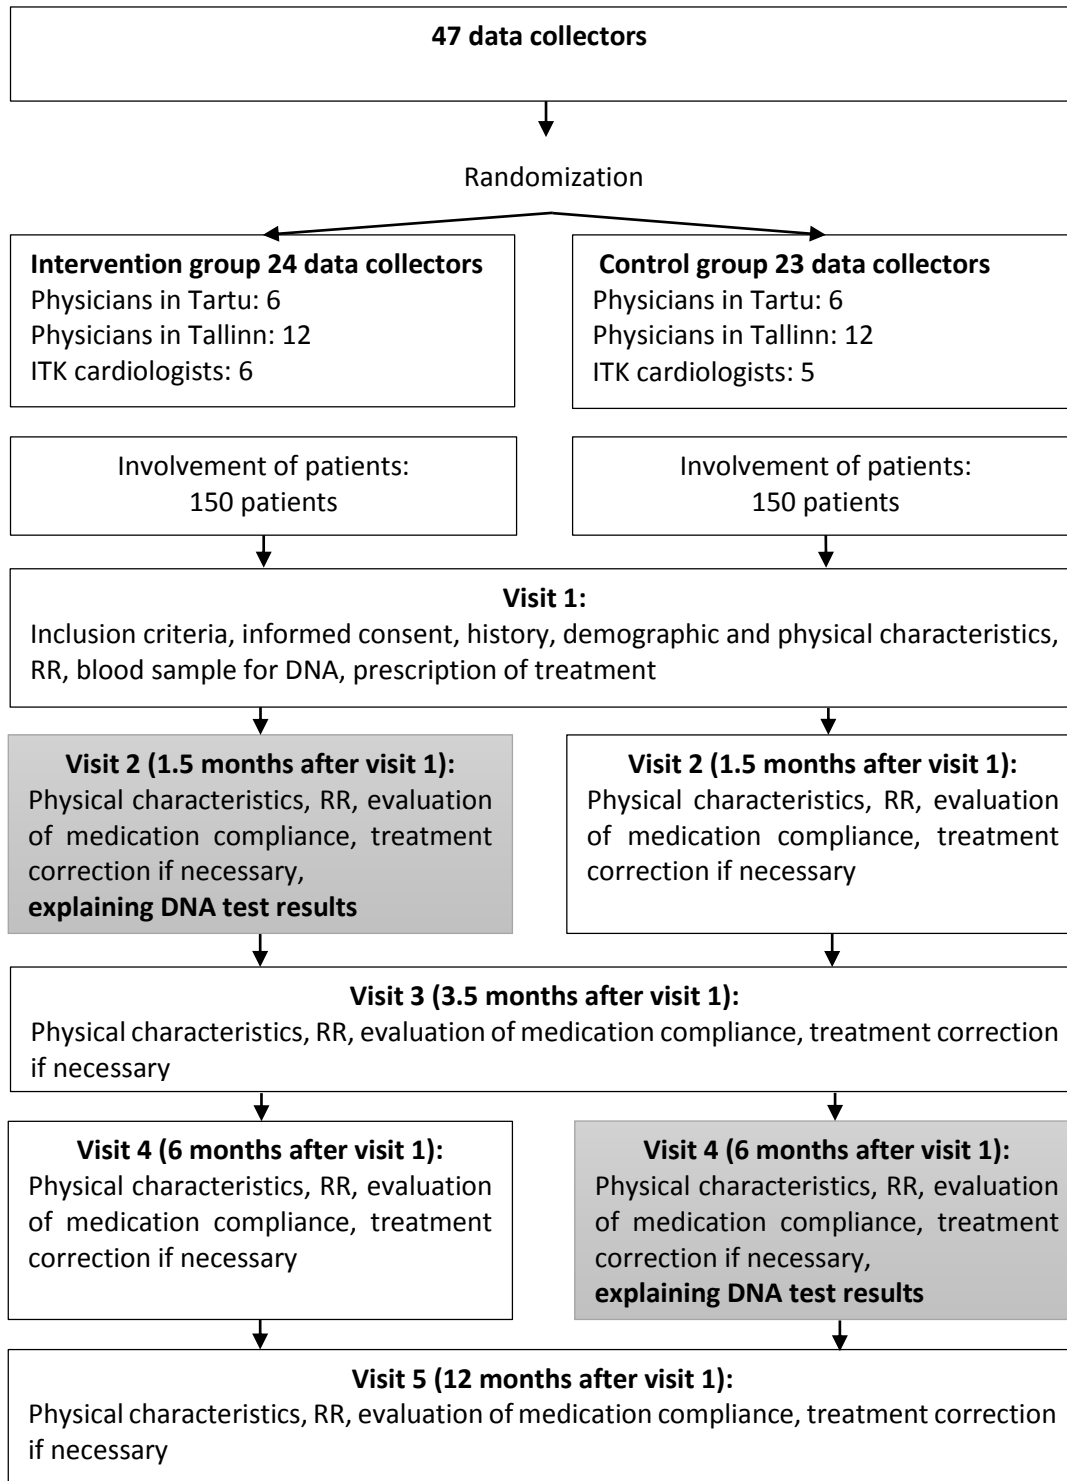 47 data collectors
Randomization
Intervention group 24 data collectors
Physicians in Tartu: 6
Physicians in Tallinn: 12
ITK cardiologists: 6
Control group 23 data collectors
Physicians in Tartu: 6
Physicians in Tallinn: 12
ITK cardiologists: 5
Involvement of patients:
150 patients
Involvement of patients:
150 patients
Visit 1:
Inclusion criteria, informed consent, history, demographic and physical characteristics,
RR, blood sample for DNA, prescription of treatment
Visit 2 (1.5 months after visit 1):
Physical characteristics, RR, evaluation
of medication compliance, treatment
correction if necessary,
explaining DNA test results
Visit 2 (1.5 months after visit 1):
Physical characteristics, RR, evaluation
of medication compliance, treatment
correction if necessary
Visit 3 (3.5 months after visit 1):
Physical characteristics, RR, evaluation of medication compliance, treatment correction
if necessary
Visit 4 (6 months after visit 1):
Physical characteristics, RR, evaluation
of medication compliance, treatment
correction if necessary
Visit 4 (6 months after visit 1):
Physical characteristics, RR, evaluation
of medication compliance, treatment
correction if necessary,
explaining DNA test results
Visit 5 (12 months after visit 1):
Physical characteristics, RR, evaluation of medication compliance, treatment correction
if necessary